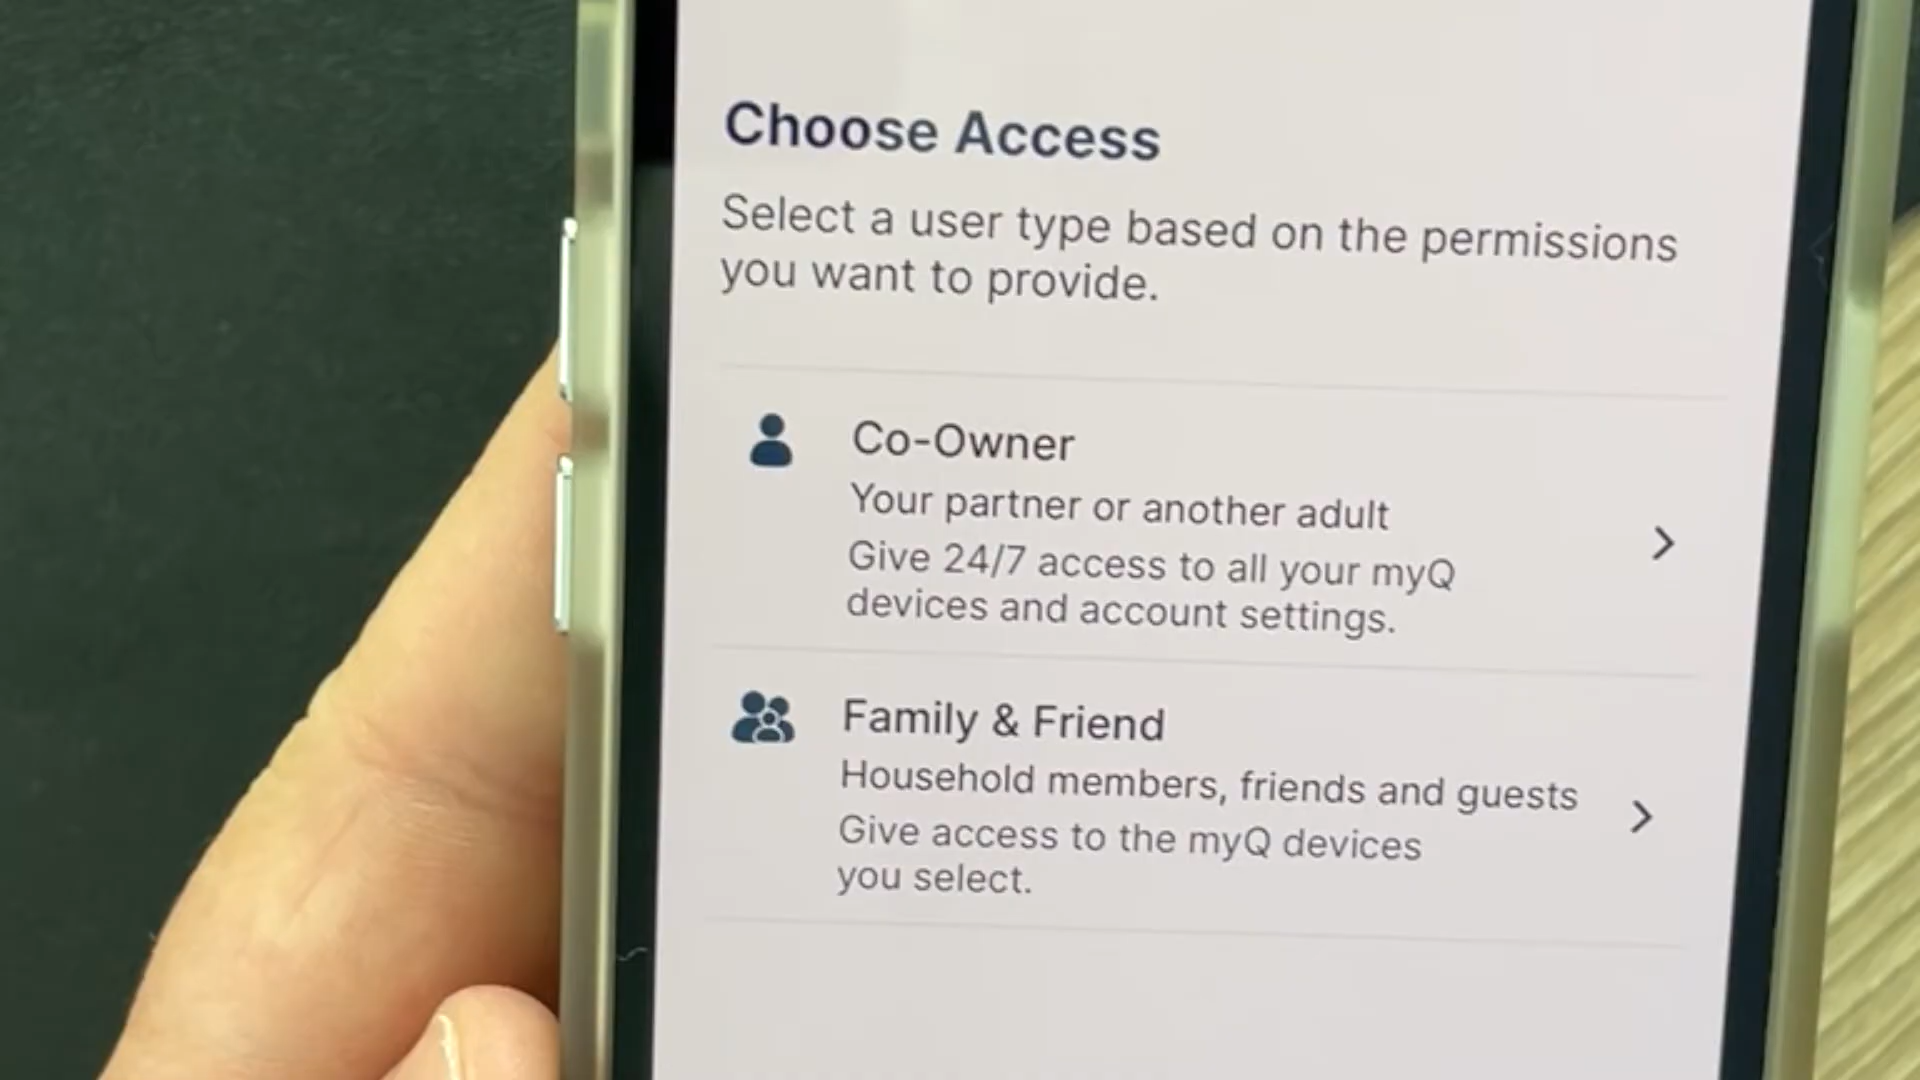 Choose Access
Select a user type based on the permissions
you want to provide.
Co-Owner
Your partner or another adult
Give 24/7 access to all your myQ
devices and account settings.
Family & Friend
Household members, friends and guests
Give access to the myQ devices
you select.